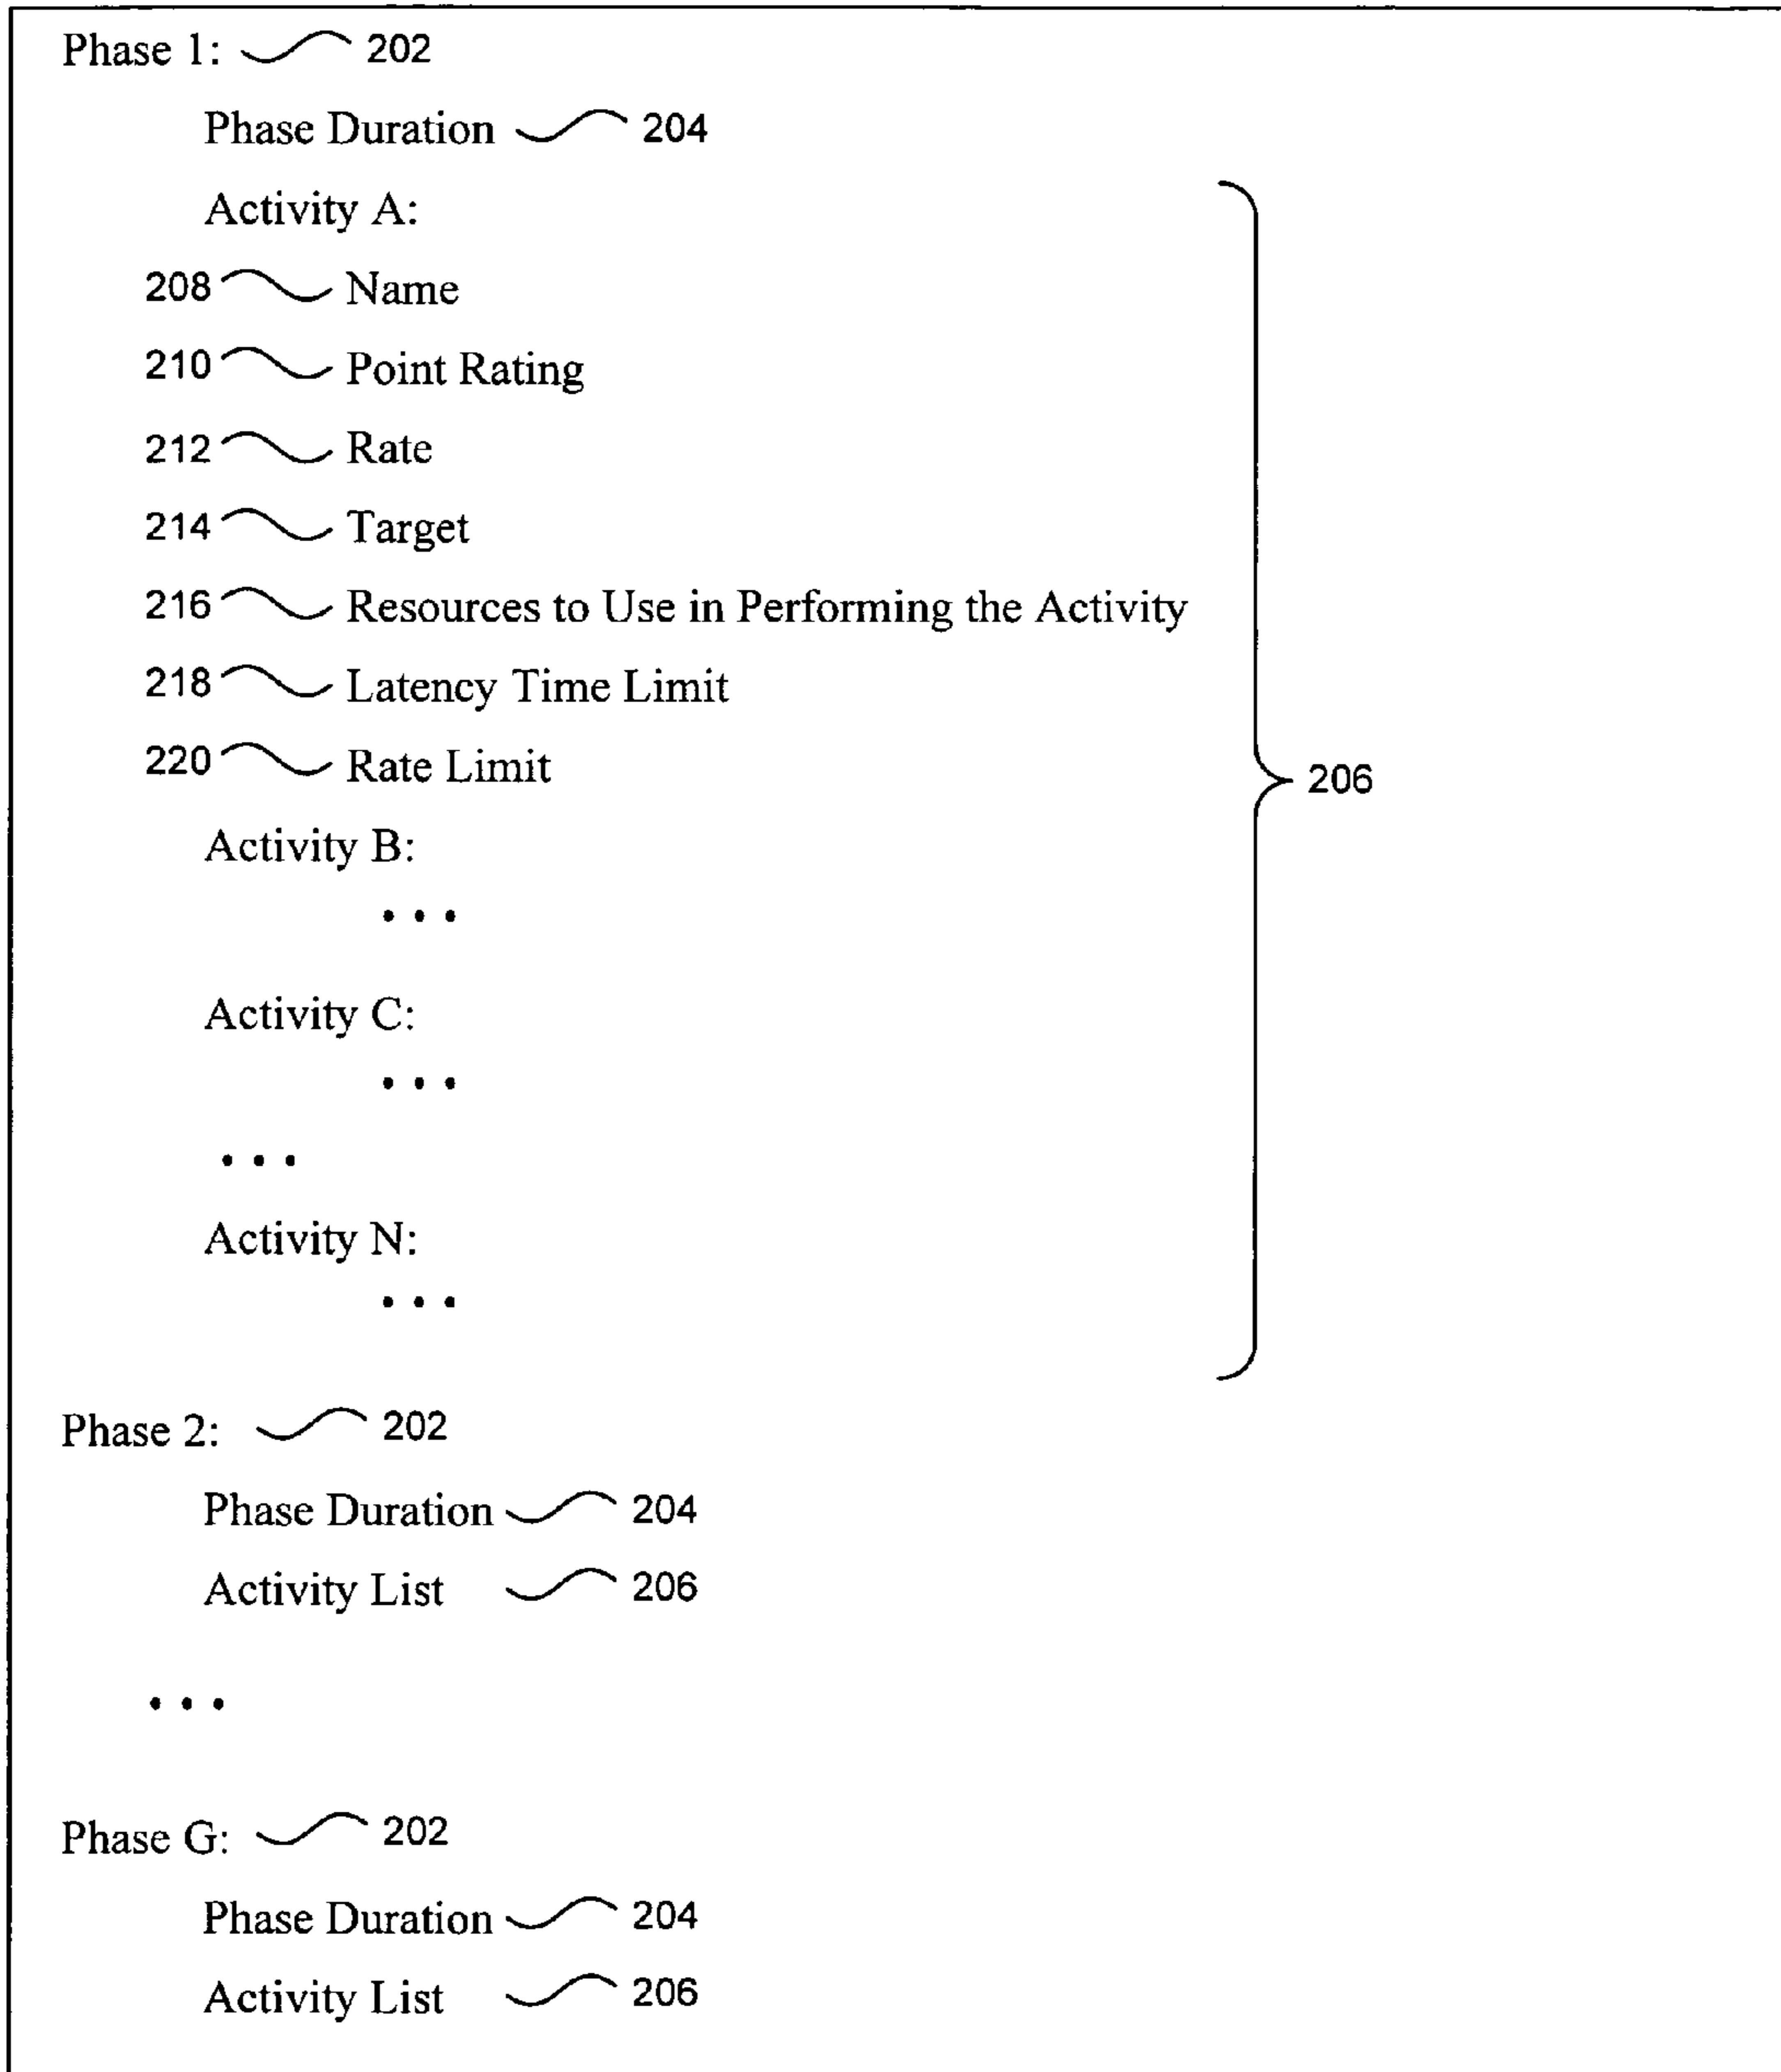 Phase 1: 202
Phase Duration 204
Activity A:
208 Name
210 Point Rating
212 Rate
214 Target
216 Resources to Use in Performing the Activity
218 Latency Time Limit
220 Rate Limit
206
Activity B:
...
Activity C:
...
...
Activity N:
...
Phase 2: 202
Phase Duration 204
Activity List 206
...
Phase G: 202
Phase Duration 204
Activity List 206